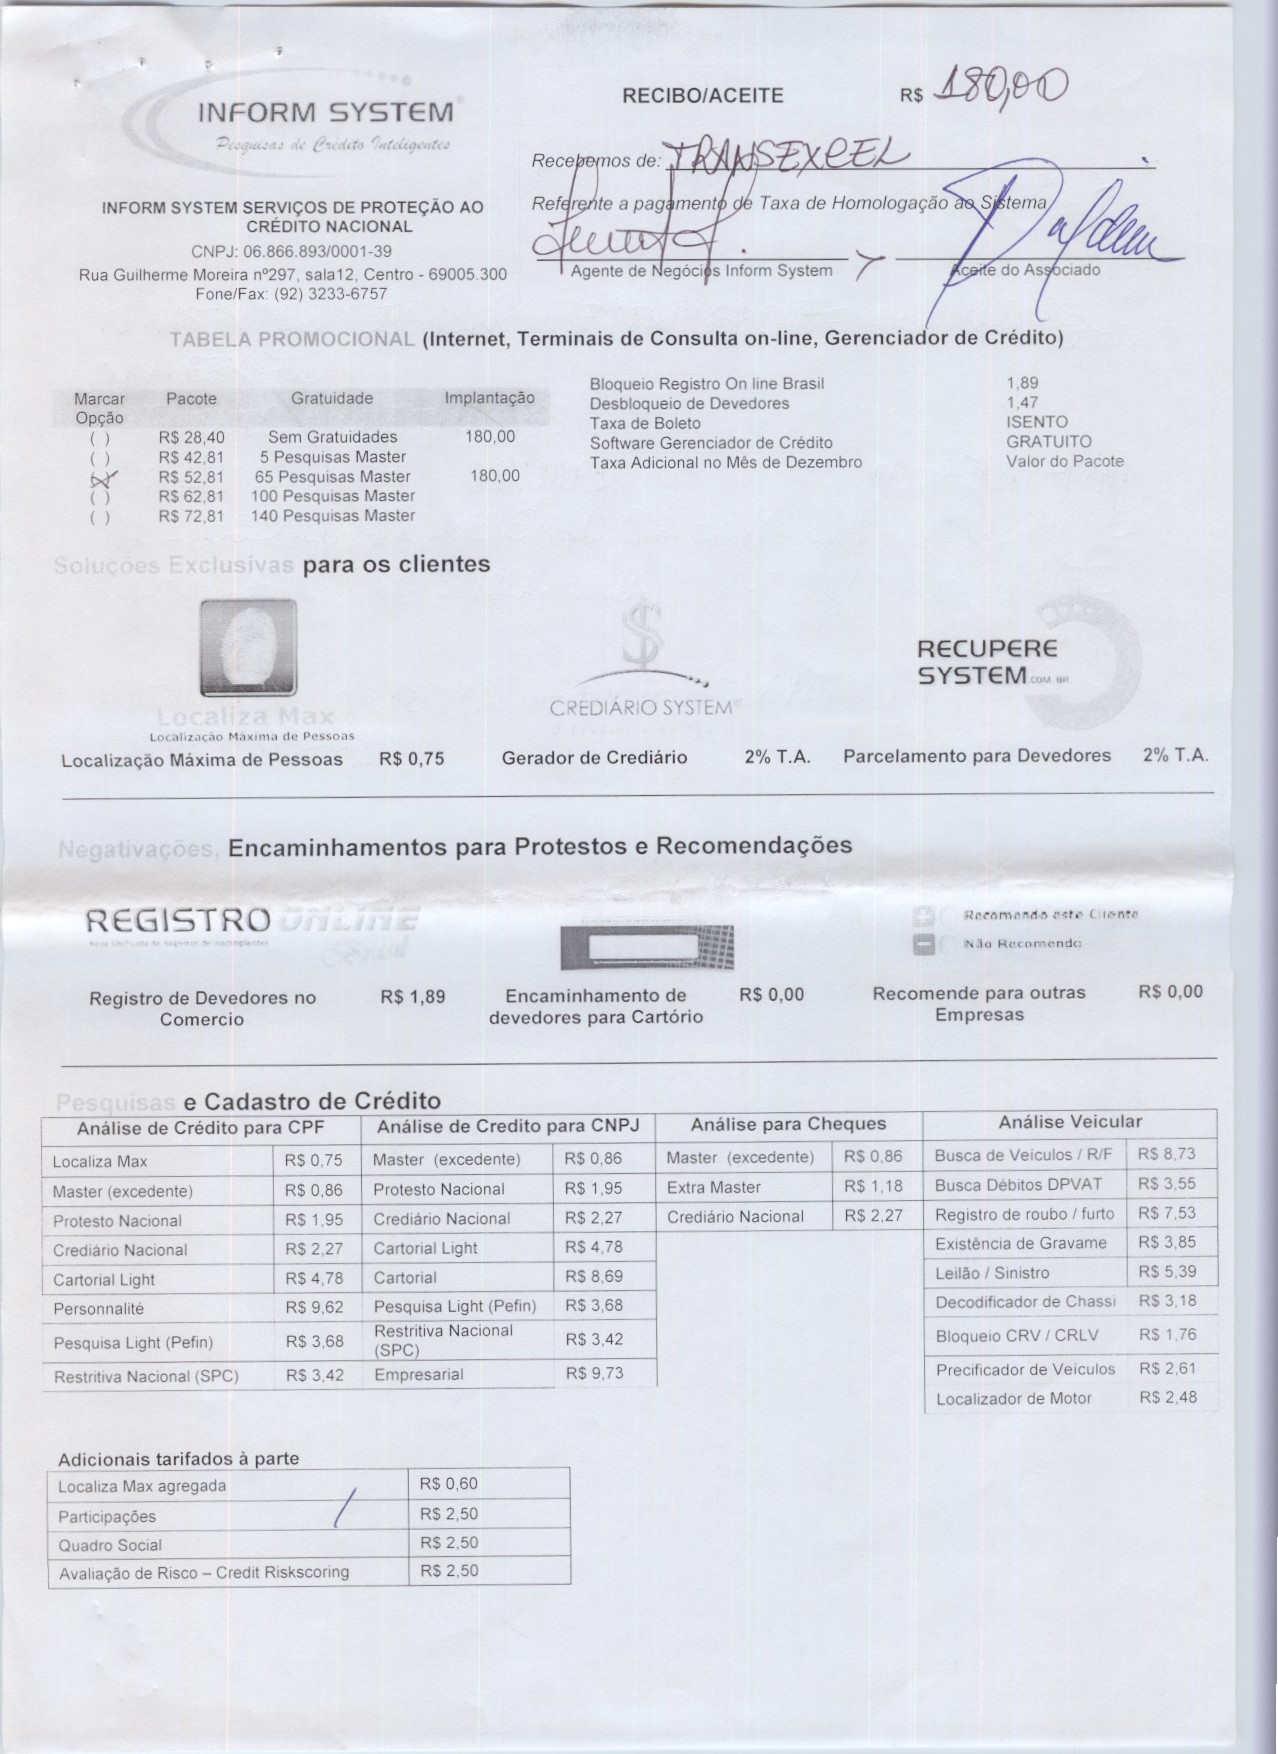 INFORM SYSTEM
Pesquisas de Crédito Inteligentes
INFORM SYSTEM SERVIÇOS DE PROTEÇÃO AO
CRÉDITO NACIONAL
CNPJ: 06.866.893/0001-39
Rua Guilherme Moreira nº297, sala12, Centro - 69005.300
Fone/Fax: (92) 3233-6757
RECIBO/ACEITE R$ 180,00
Recebemos de: TRANSEXCEL
Referente a pagamento de Taxa de Homologação ao Sistema
Agente de Negócios Inform System Aceite do Associado
TABELA PROMOCIONAL (Internet, Terminais de Consulta on-line, Gerenciador de Crédito)
Marcar Opção Pacote Gratuidade Implantação
( ) R$ 28,40 Sem Gratuidades 180,00
( ) R$ 42,81 5 Pesquisas Master
(X) R$ 52,81 65 Pesquisas Master 180,00
( ) R$ 62,81 100 Pesquisas Master
( ) R$ 72,81 140 Pesquisas Master
Bloqueio Registro On line Brasil 1,89
Desbloqueio de Devedores 1,47
Taxa de Boleto ISENTO
Software Gerenciador de Crédito GRATUITO
Taxa Adicional no Mês de Dezembro Valor do Pacote
Soluções Exclusivas para os clientes
Localiza Max
Localização Máxima de Pessoas
CREDIÁRIO SYSTEM
RECUPERE
SYSTEM.COM.BR
Localização Máxima de Pessoas R$ 0,75 Gerador de Crediário 2% T.A. Parcelamento para Devedores 2% T.A.
Negativações, Encaminhamentos para Protestos e Recomendações
REGISTRO ONLINE
Recomendo este Cliente
Não Recomendo
Registro de Devedores no Comercio R$ 1,89
Encaminhamento de devedores para Cartório R$ 0,00
Recomende para outras Empresas R$ 0,00
Pesquisas e Cadastro de Crédito
Análise de Crédito para CPF
Localiza Max R$ 0,75
Master (excedente) R$ 0,86
Protesto Nacional R$ 1,95
Crediário Nacional R$ 2,27
Cartorial Light R$ 4,78
Personnalité R$ 9,62
Pesquisa Light (Pefin) R$ 3,68
Restritiva Nacional (SPC) R$ 3,42
Análise de Credito para CNPJ
Master (excedente) R$ 0,86
Protesto Nacional R$ 1,95
Crediário Nacional R$ 2,27
Cartorial Light R$ 4,78
Cartorial R$ 8,69
Pesquisa Light (Pefin) R$ 3,68
Restritiva Nacional (SPC) R$ 3,42
Empresarial R$ 9,73
Análise para Cheques
Master (excedente) R$ 0,86
Extra Master R$ 1,18
Crediário Nacional R$ 2,27
Análise Veicular
Busca de Veículos / R/F R$ 8,73
Busca Débitos DPVAT R$ 3,55
Registro de roubo / furto R$ 7,53
Existência de Gravame R$ 3,85
Leilão / Sinistro R$ 5,39
Decodificador de Chassi R$ 3,18
Bloqueio CRV / CRLV R$ 1,76
Precificador de Veículos R$ 2,61
Localizador de Motor R$ 2,48
Adicionais tarifados à parte
Localiza Max agregada R$ 0,60
Participações R$ 2,50
Quadro Social R$ 2,50
Avaliação de Risco – Credit Riskscoring R$ 2,50